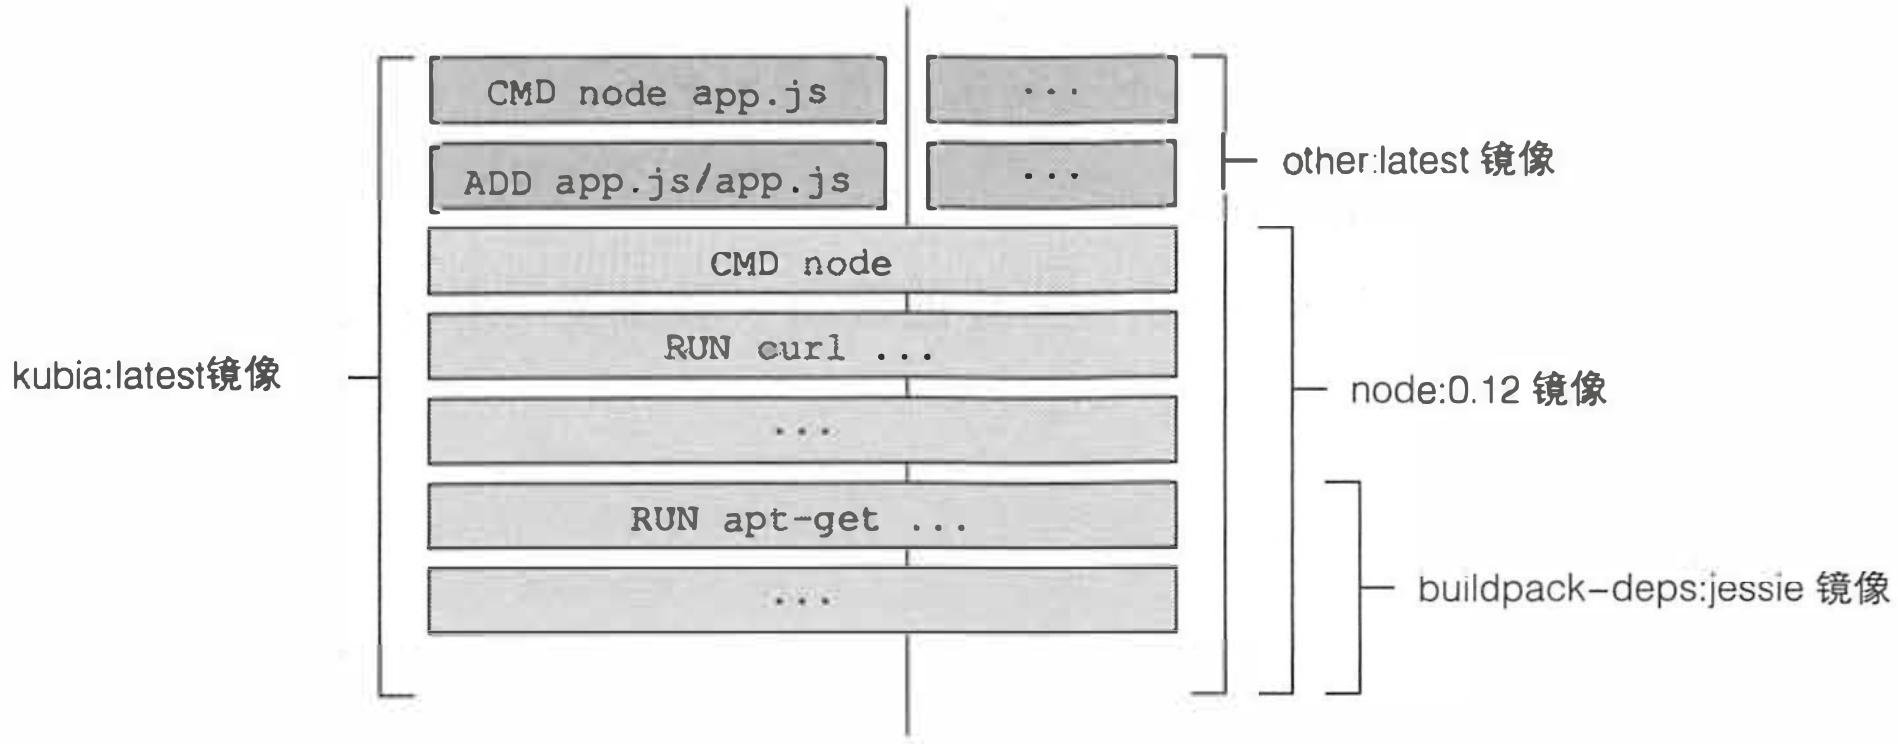 CMD node app.js
...
ADD app.js/app.js
...
other:latest 镜像
CMD node
RUN curl ...
kubia:latest镜像
node:0.12 镜像
...
RUN apt-get ...
buildpack-deps:jessie 镜像
...